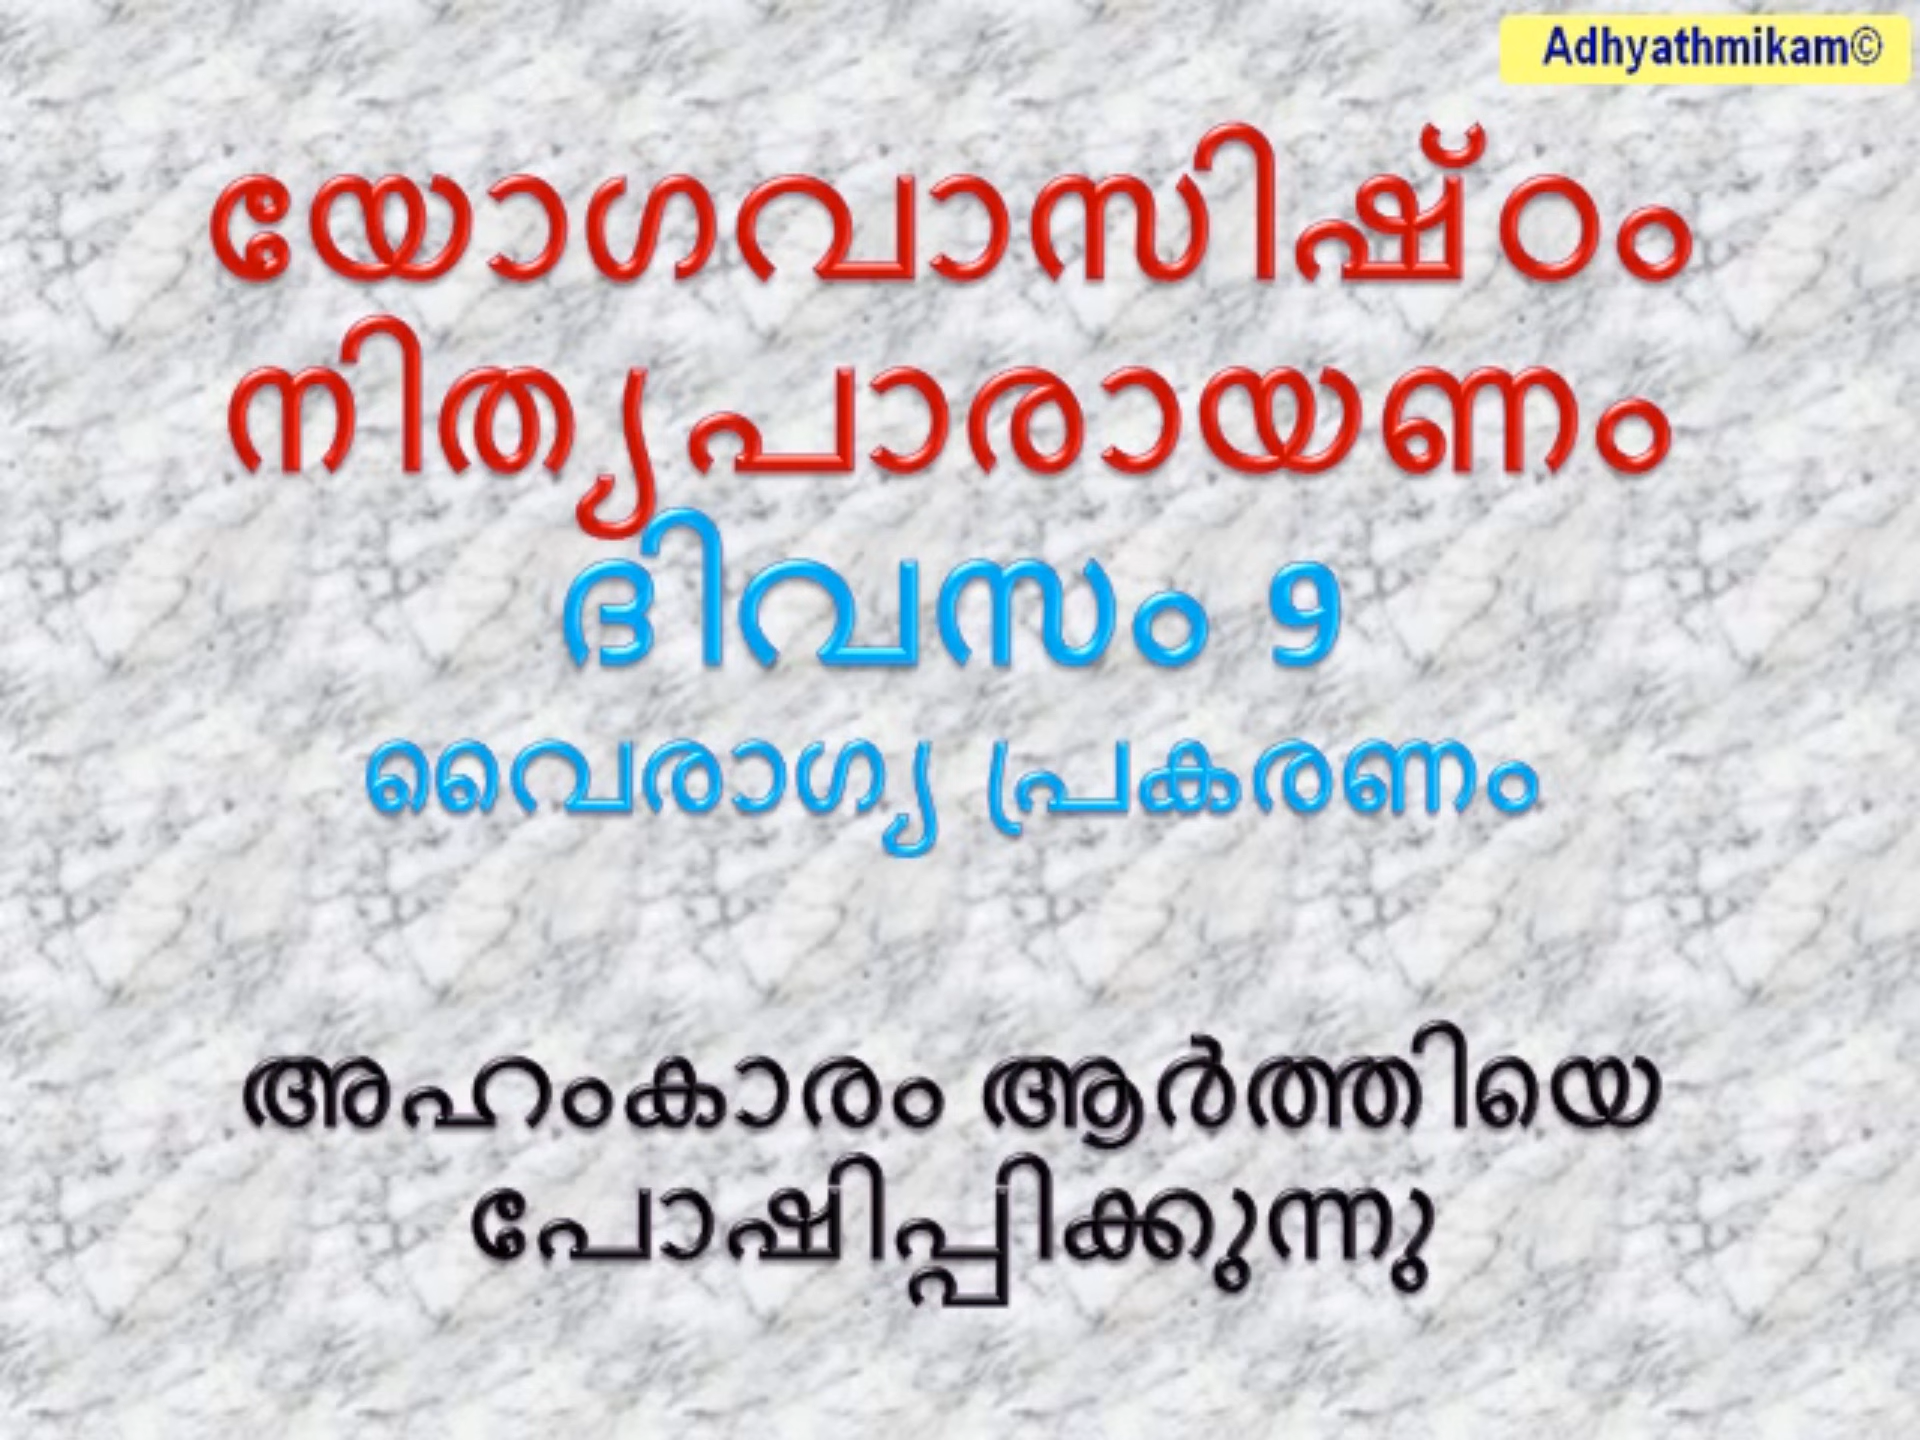 Adhyathmikam©
യോഗവാസിഷ്ഠം
നിത്യപാരായണം
ദിവസം 9
വൈരാഗ്യ പ്രകരണം
അഹംകാരം ആർത്തിയെ
പോഷിപ്പിക്കുന്നു